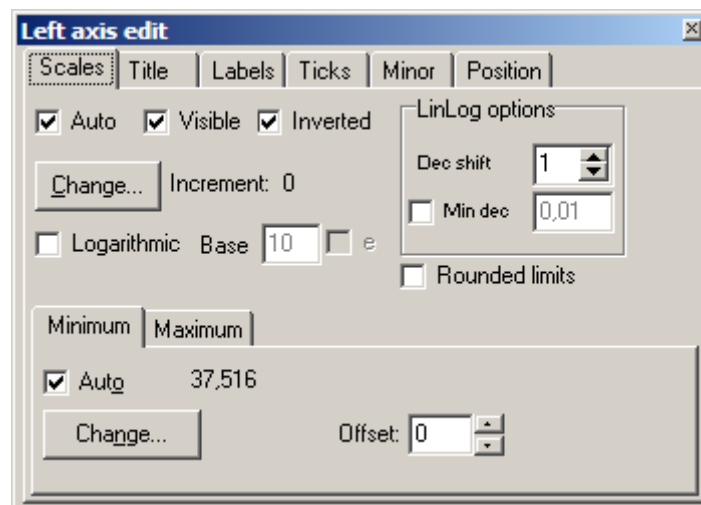 Left axis edit
Scales Title Labels Ticks Minor Position
Auto Visible Inverted
LinLog options
Dec shift 1
Change... Increment: 0
Min dec 0,01
Logarithmic Base 10 e
Rounded limits
Minimum Maximum
Auto 37,516
Change... Offset: 0